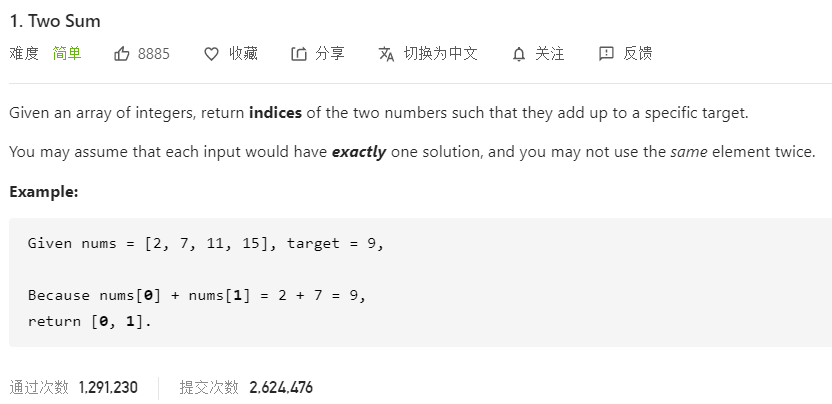 1. Two Sum
难度 简单 8885 收藏 分享 切换为中文 关注 反馈
Given an array of integers, return indices of the two numbers such that they add up to a specific target.
You may assume that each input would have exactly one solution, and you may not use the same element twice.
Example:
Given nums = [2, 7, 11, 15], target = 9,
Because nums[0] + nums[1] = 2 + 7 = 9,
return [0, 1].
通过次数 1,291,230 提交次数 2,624,476